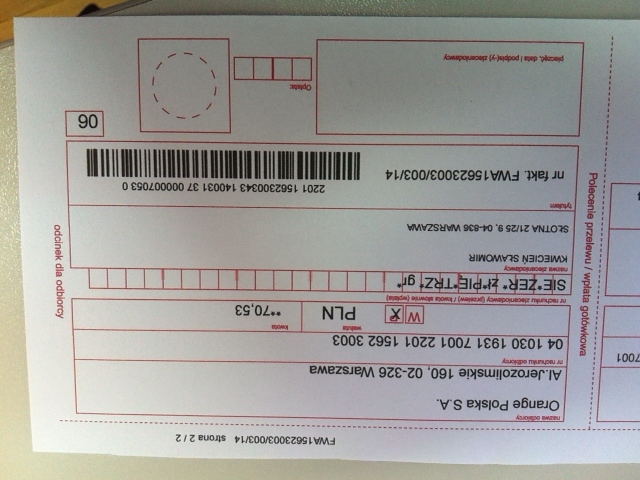 FWA15623003/003/14 strona 2 / 2
odcinek dla odbiorcy
Polecenie przelewu / wpłata gotówkowa
nazwa odbiorcy
Orange Polska S.A.
Al.Jerozolimskie 160, 02-326 Warszawa
nr rachunku odbiorcy
04 1030 1931 7001 2201 1562 3003
waluta kwota
W P X PLN **70,53
nr rachunku zleceniodawcy (przelew) / kwota słownie (wpłata)
SIE*ZER* zł*PIĘ*TRZ* gr*
nazwa zleceniodawcy
KWIECIEŃ SŁAWOMIR
SŁOTNA 21/25 9, 04-836 WARSZAWA
tytułem
2201 1562300343 140031 37 000007053 0
nr fakt. FWA15623003/003/14
06
Opłata:
pieczęć, data i podpis(-y) zleceniodawcy
7001
4